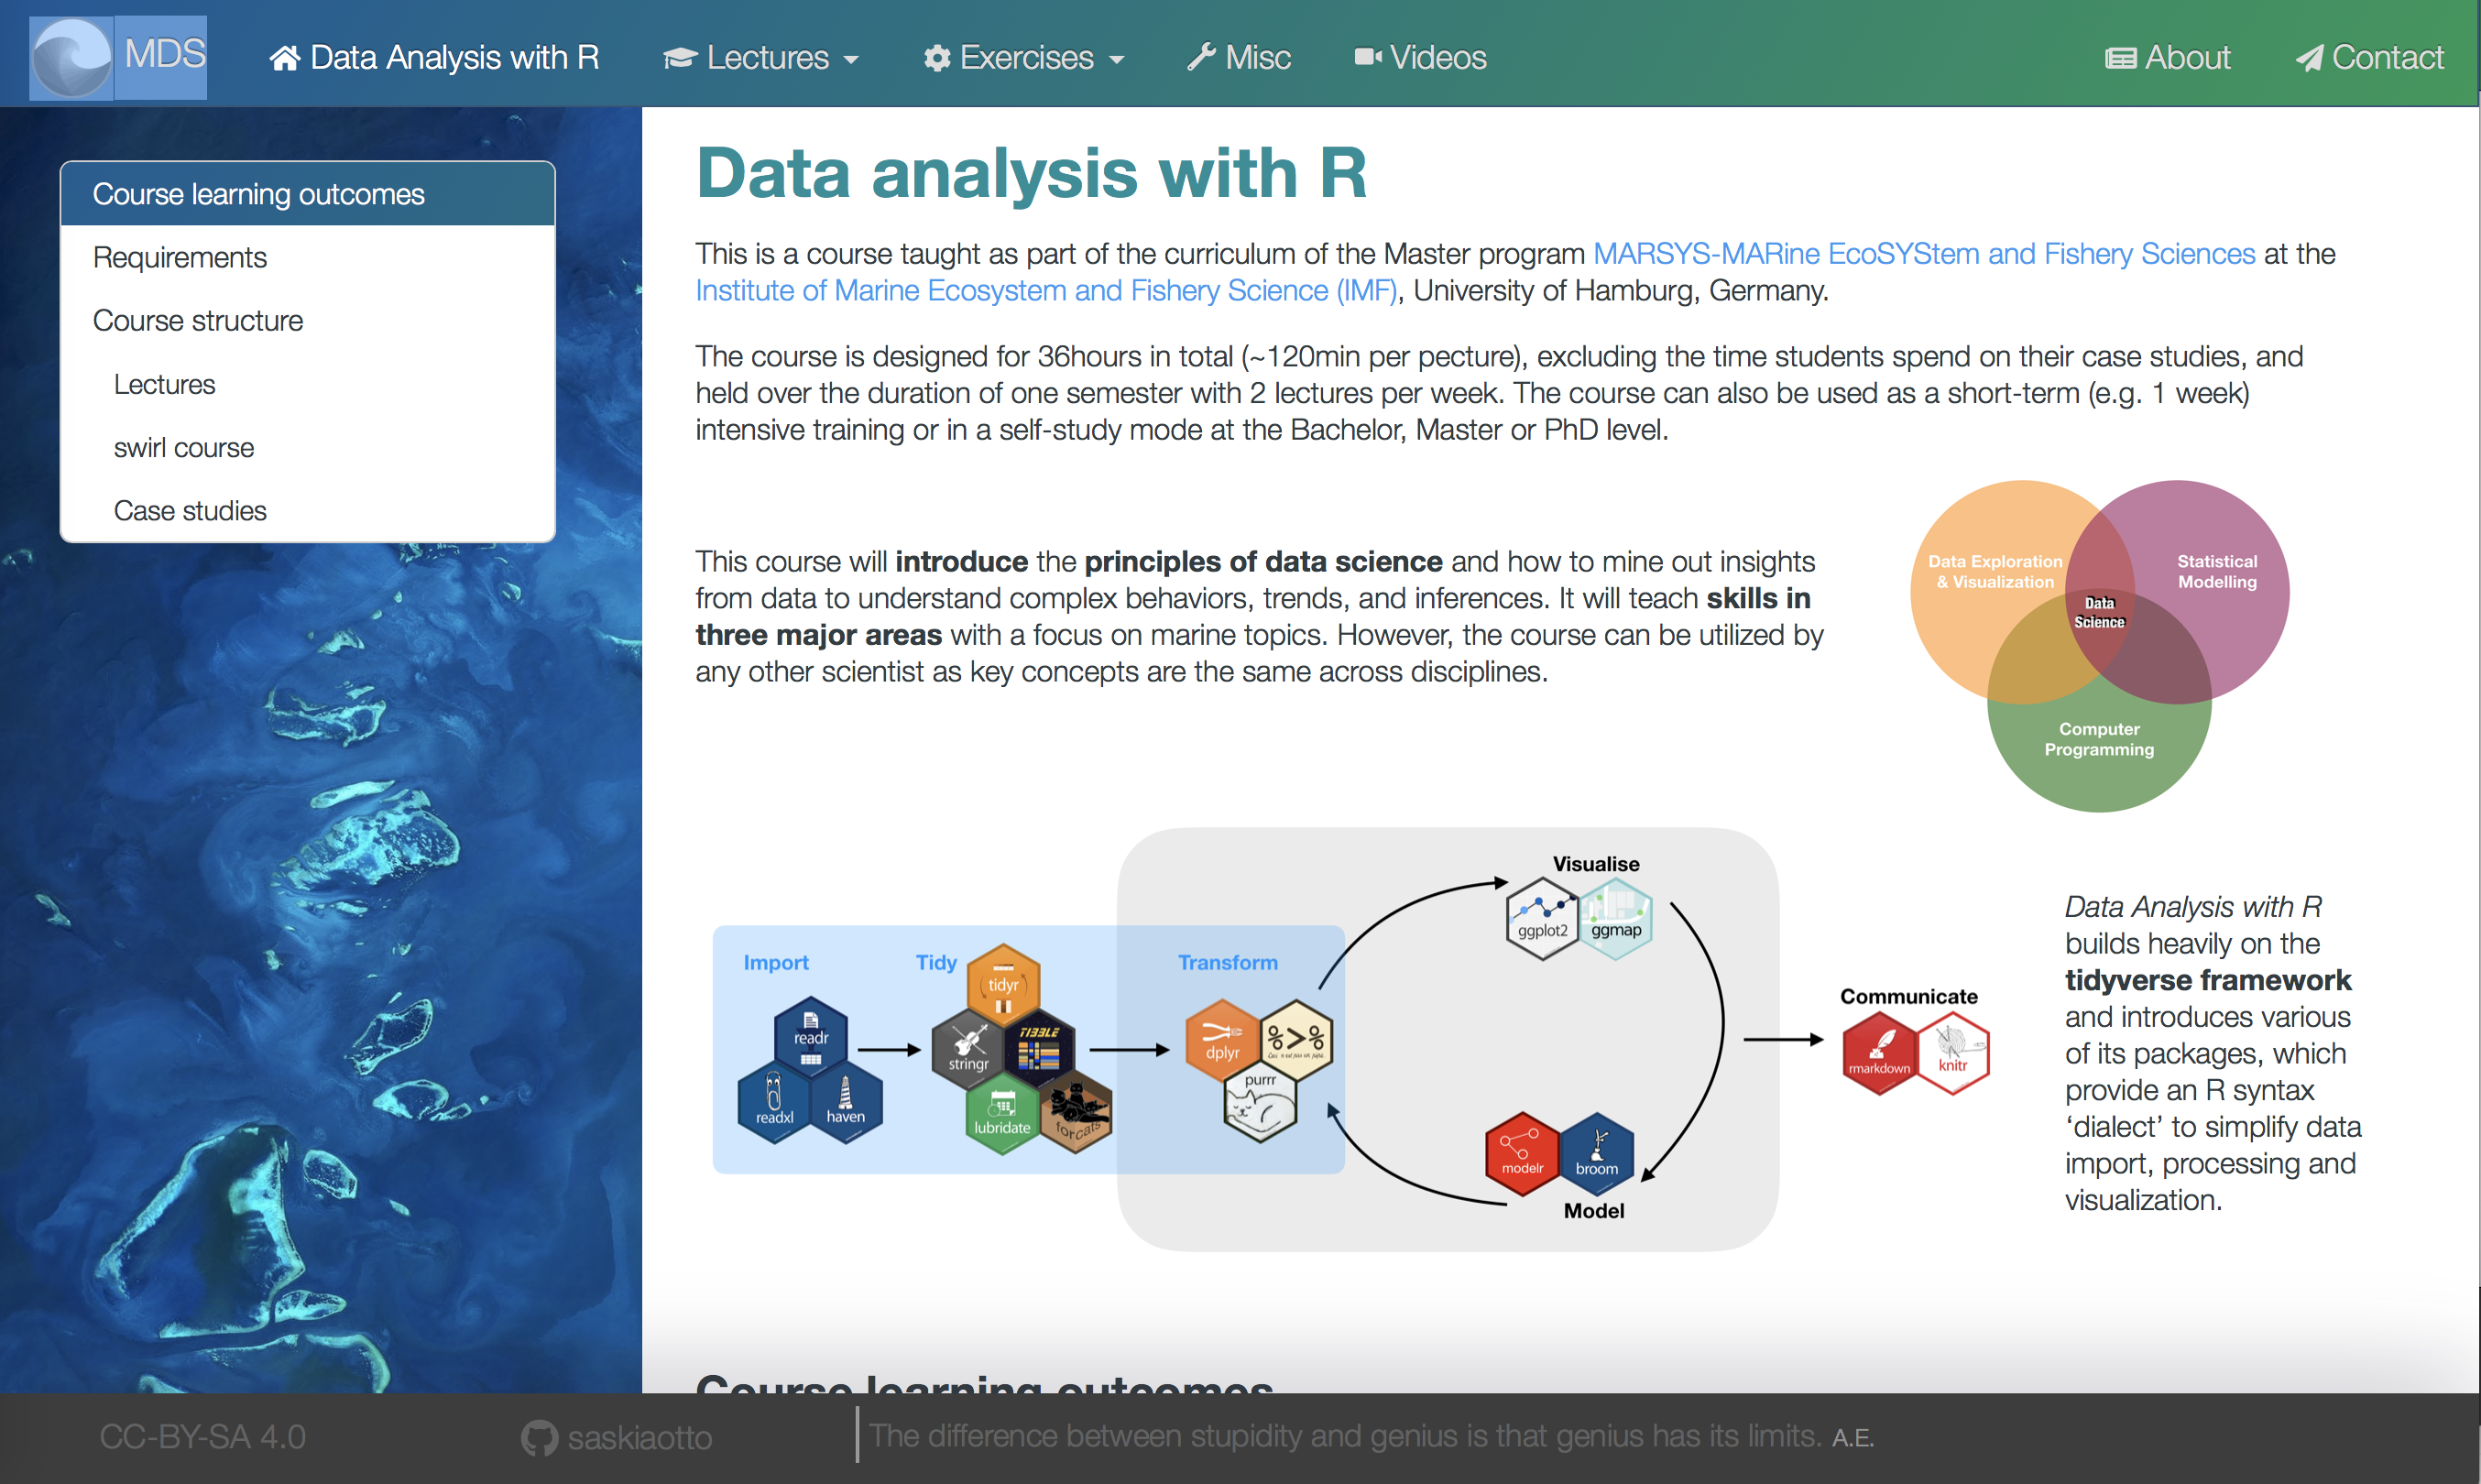 MDS
Data Analysis with R
Lectures
Exercises
Misc
Videos
About
Contact
Course learning outcomes
Requirements
Course structure
Lectures
swirl course
Case studies
Data analysis with R
This is a course taught as part of the curriculum of the Master program MARSYS-MARine EcoSYStem and Fishery Sciences at the
Institute of Marine Ecosystem and Fishery Science (IMF), University of Hamburg, Germany.
The course is designed for 36hours in total (~120min per pecture), excluding the time students spend on their case studies, and
held over the duration of one semester with 2 lectures per week. The course can also be used as a short-term (e.g. 1 week)
intensive training or in a self-study mode at the Bachelor, Master or PhD level.
This course will introduce the principles of data science and how to mine out insights
from data to understand complex behaviors, trends, and inferences. It will teach skills in
three major areas with a focus on marine topics. However, the course can be utilized by
any other scientist as key concepts are the same across disciplines.
Data Exploration
& Visualization
Statistical
Modelling
Data
Science
Computer
Programming
Import
readr
readxl
haven
Tidy
tidyr
stringr
TIBBLE
lubridate
forcats
Transform
dplyr
%>%
purrr
Visualise
ggplot2
ggmap
modelr
broom
Model
Communicate
rmarkdown
knitr
Data Analysis with R
builds heavily on the
tidyverse framework
and introduces various
of its packages, which
provide an R syntax
‘dialect’ to simplify data
import, processing and
visualization.
Course learning outcomes
CC-BY-SA 4.0
saskiaotto
The difference between stupidity and genius is that genius has its limits. A.E.